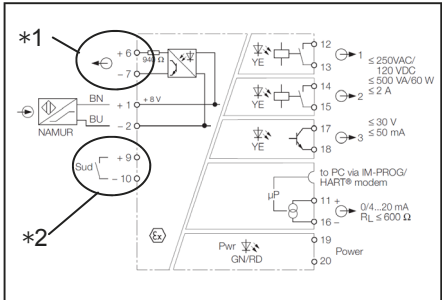 *1
+ 6
940 Ω
- 7
BN
+ 1
+ 8 V
BU
- 2
NAMUR
+ 9
Sud
- 10
*2
Ex
YE
12
13
1
≤ 250VAC/
120 VDC
≤ 500 VA/60 W
≤ 2 A
YE
14
15
2
YE
17
18
3
≤ 30 V
≤ 50 mA
to PC via IM-PROG/
HART® modem
µP
11 +
16 -
0/4...20 mA
RL ≤ 600 Ω
Pwr
GN/RD
19
20
Power